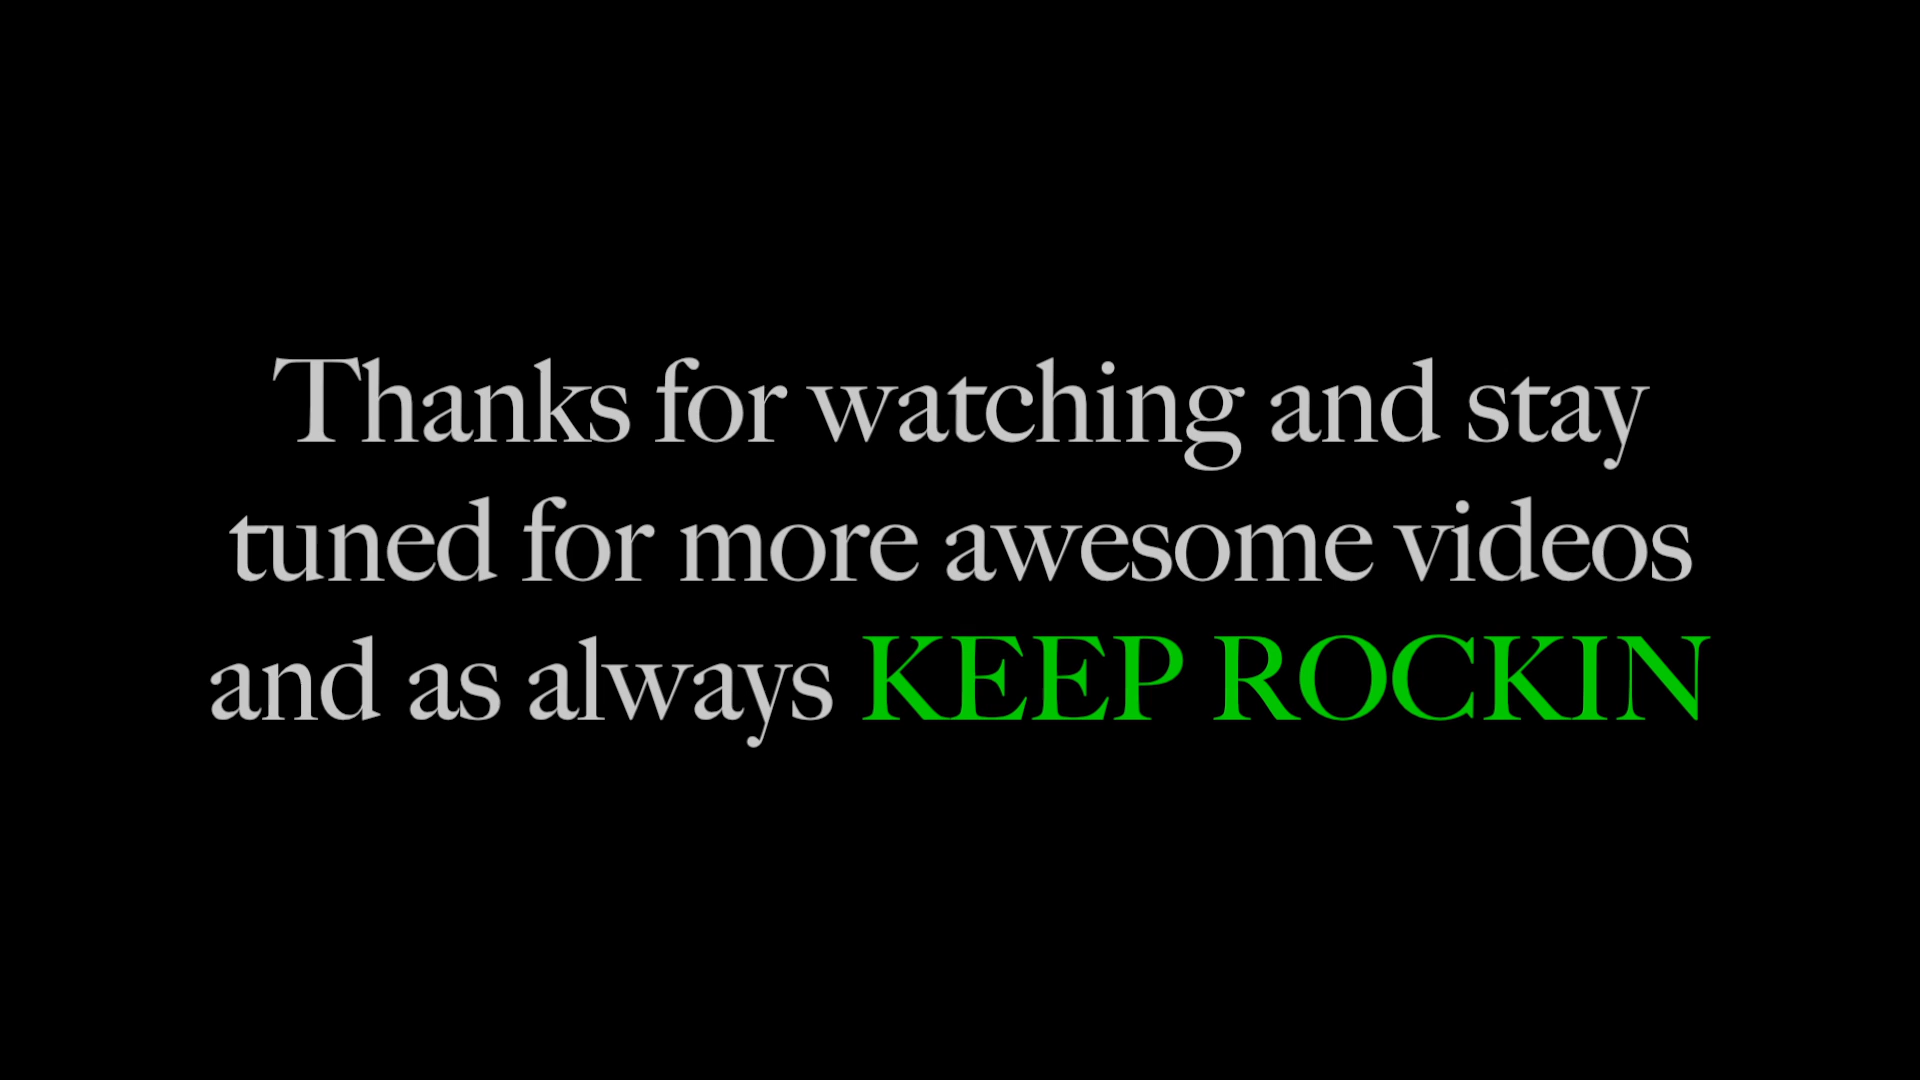 Thanks for watching and stay
tuned for more awesome videos
and as always KEEP ROCKIN